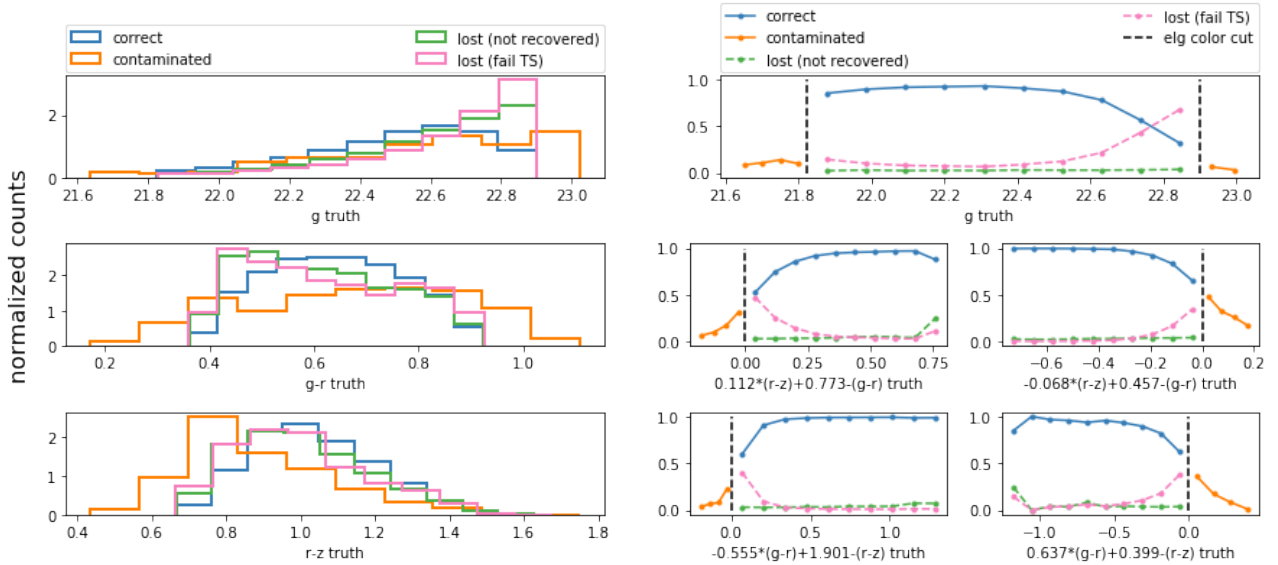 normalized counts
correct
contaminated
lost (not recovered)
lost (fail TS)
2
0
21.6 21.8 22.0 22.2 22.4 22.6 22.8 23.0
g truth
2
1
0
0.2 0.4 0.6 0.8 1.0
g-r truth
2
1
0
0.4 0.6 0.8 1.0 1.2 1.4 1.6 1.8
r-z truth
correct
contaminated
lost (not recovered)
lost (fail TS)
elg color cut
1.0
0.5
0.0
21.6 21.8 22.0 22.2 22.4 22.6 22.8 23.0
g truth
1.0
0.5
0.0
0.00 0.25 0.50 0.75
0.112*(r-z)+0.773-(g-r) truth
1.0
0.5
0.0
−0.6 −0.4 −0.2 0.0 0.2
-0.068*(r-z)+0.457-(g-r) truth
1.0
0.5
0.0
0.0 0.5 1.0
-0.555*(g-r)+1.901-(r-z) truth
1.0
0.5
0.0
−1.0 −0.5 0.0
0.637*(g-r)+0.399-(r-z) truth